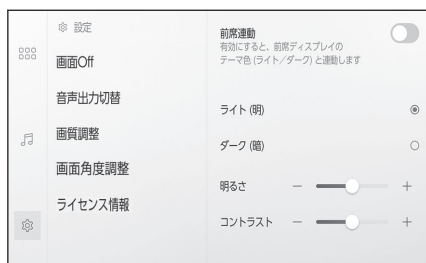 設定
画面Off
音声出力切替
画質調整
画面角度調整
ライセンス情報
前席連動
有効にすると、前席ディスプレイの
テーマ色 (ライト／ダーク) と連動します
ライト (明)
ダーク (暗)
明るさ － ＋
コントラスト － ＋